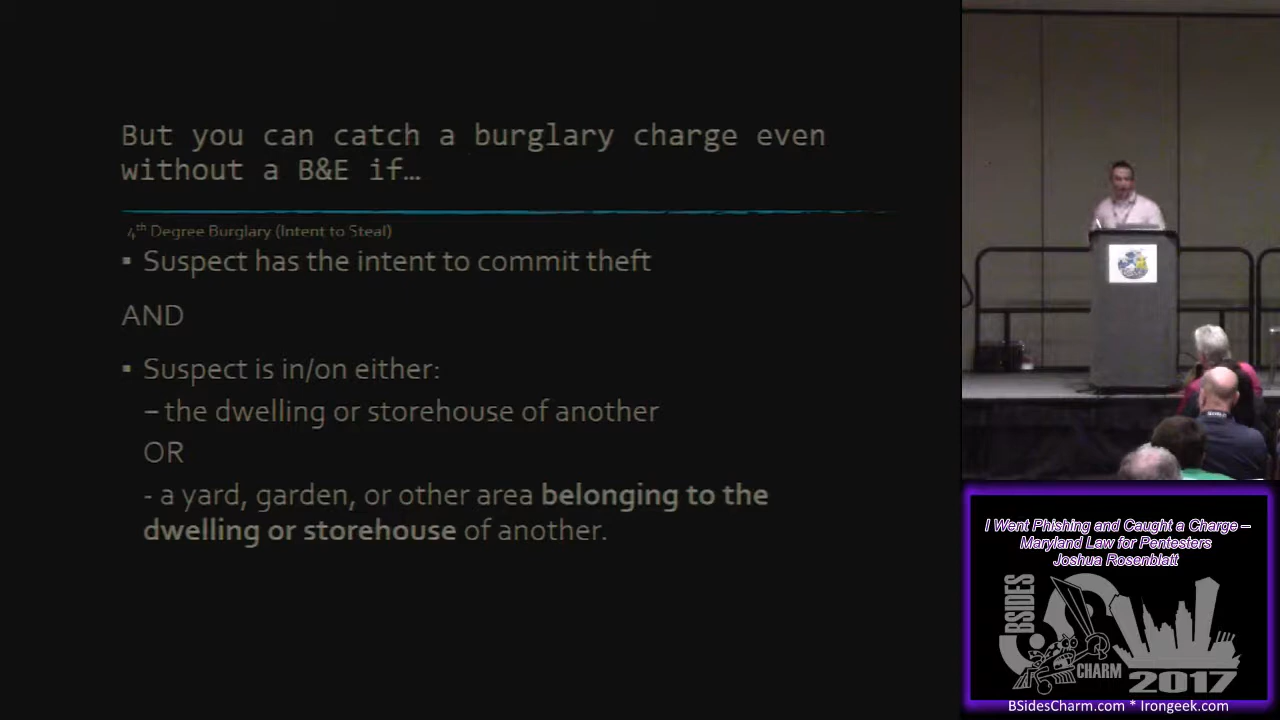 But you can catch a burglary charge even
without a B&E if…
4th Degree Burglary (Intent to Steal)
▪ Suspect has the intent to commit theft
AND
▪ Suspect is in/on either:
– the dwelling or storehouse of another
OR
- a yard, garden, or other area belonging to the
dwelling or storehouse of another.
I Went Phishing and Caught a Charge –
Maryland Law for Pentesters
Joshua Rosenblatt
BSIDES
CHARM
2017
BSidesCharm.com * Irongeek.com